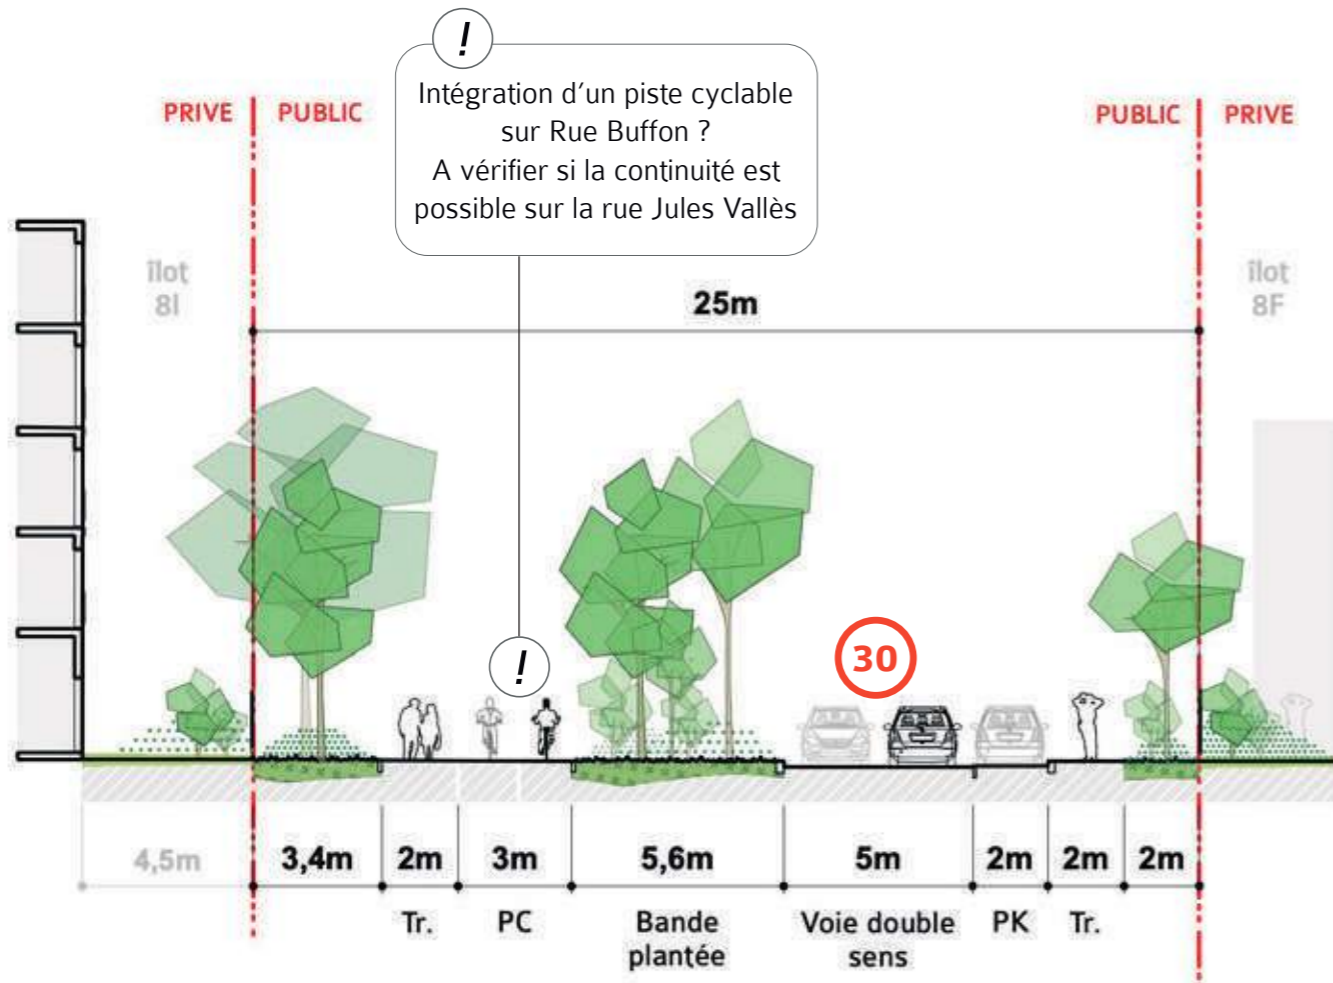 !
Intégration d'un piste cyclable
sur Rue Buffon ?
A vérifier si la continuité est
possible sur la rue Jules Vallès
PRIVE PUBLIC
PUBLIC PRIVE
îlot
8I
îlot
8F
25m
30
!
4,5m 3,4m 2m 3m 5,6m 5m 2m 2m 2m
Tr. PC Bande
plantée
Voie double
sens
PK Tr.